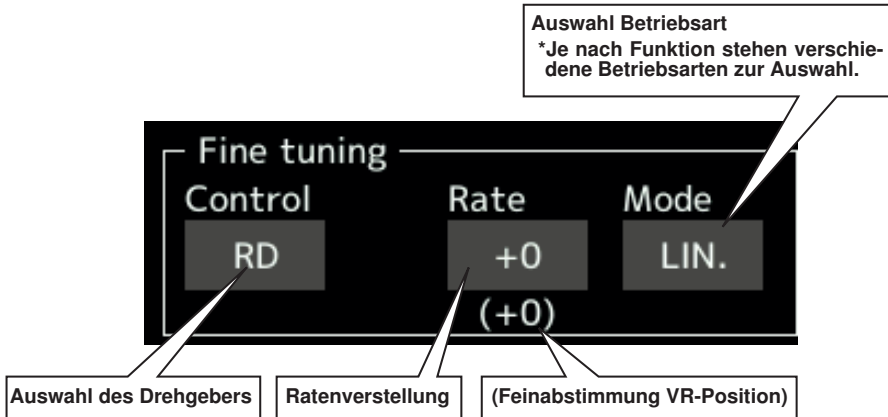 Auswahl Betriebsart
*Je nach Funktion stehen verschie-
dene Betriebsarten zur Auswahl.
Fine tuning
Control Rate Mode
RD +0 LIN.
(+0)
Auswahl des Drehgebers Ratenverstellung (Feinabstimmung VR-Position)